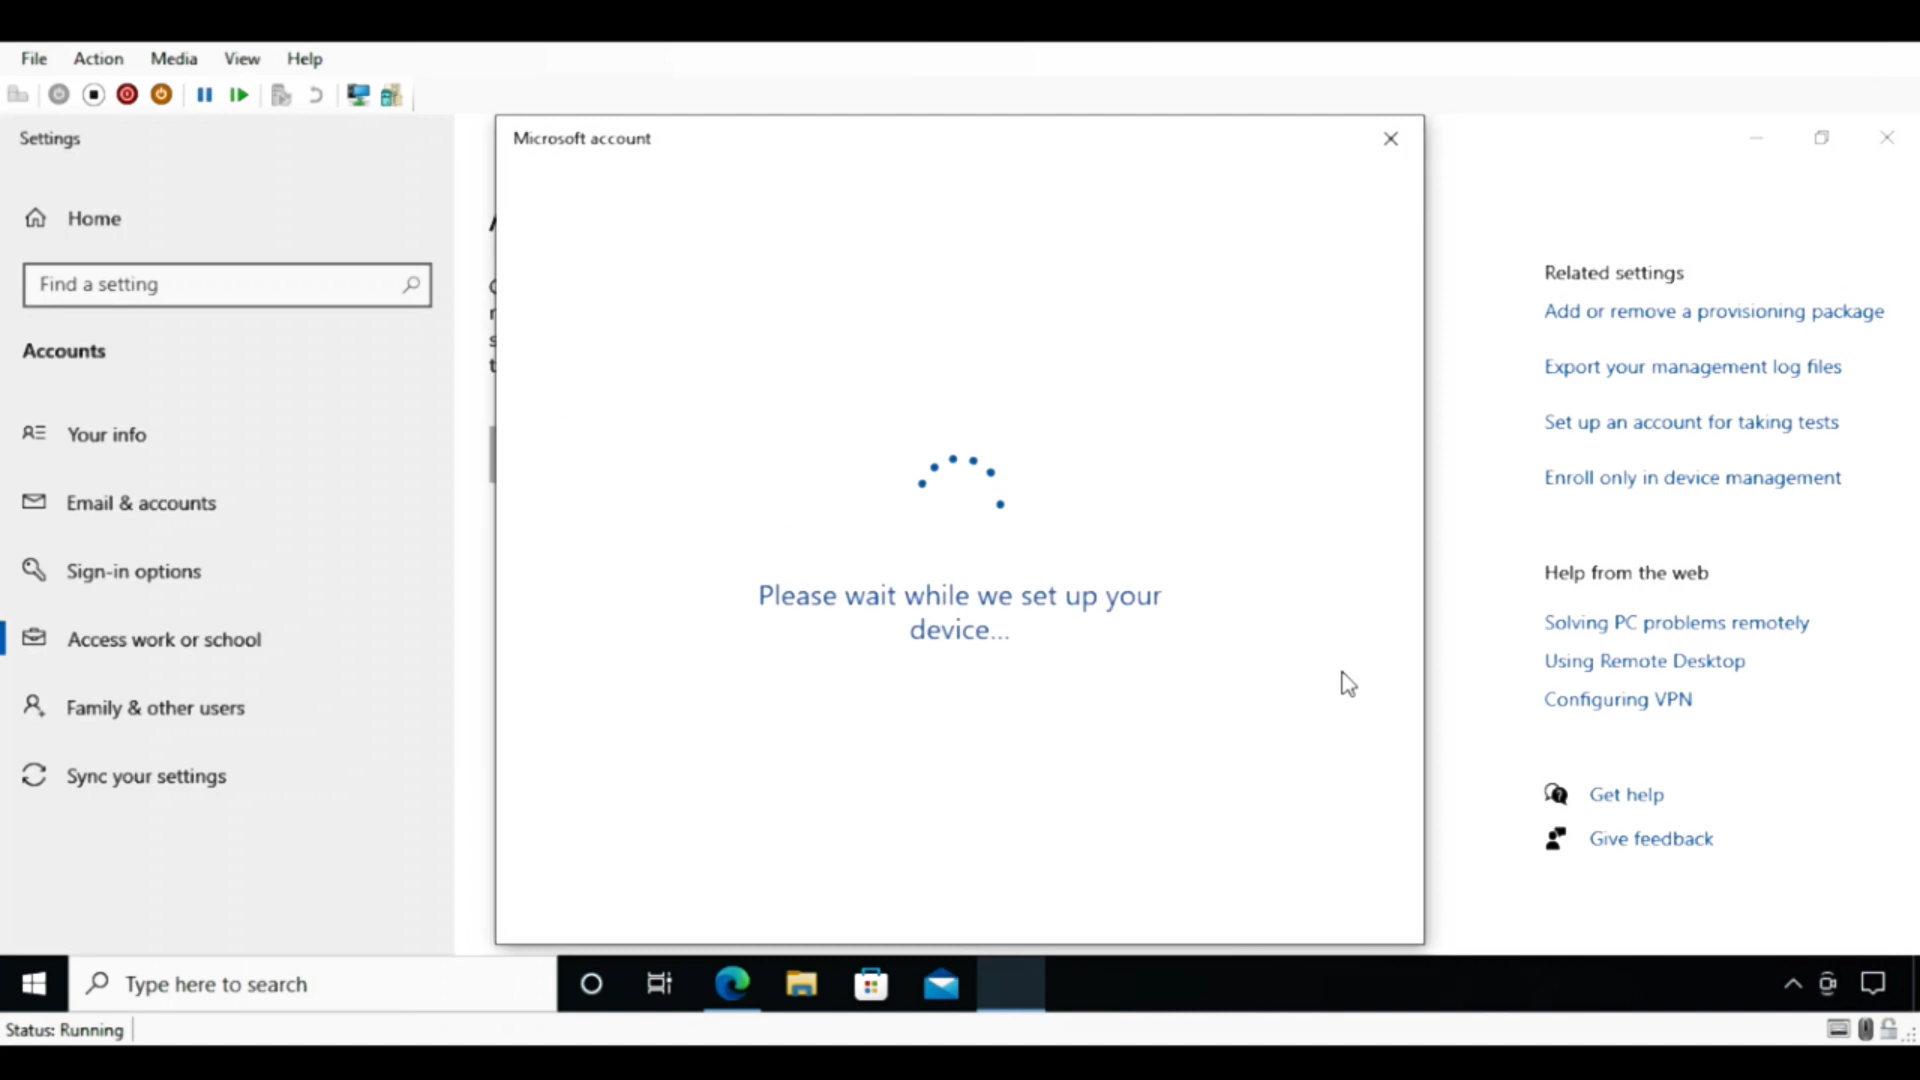 File Action Media View Help
Settings
Microsoft account
Home
Find a setting
Accounts
Your info
Email & accounts
Sign-in options
Access work or school
Family & other users
Sync your settings
Please wait while we set up your
device...
Related settings
Add or remove a provisioning package
Export your management log files
Set up an account for taking tests
Enroll only in device management
Help from the web
Solving PC problems remotely
Using Remote Desktop
Configuring VPN
Get help
Give feedback
Type here to search
Status: Running